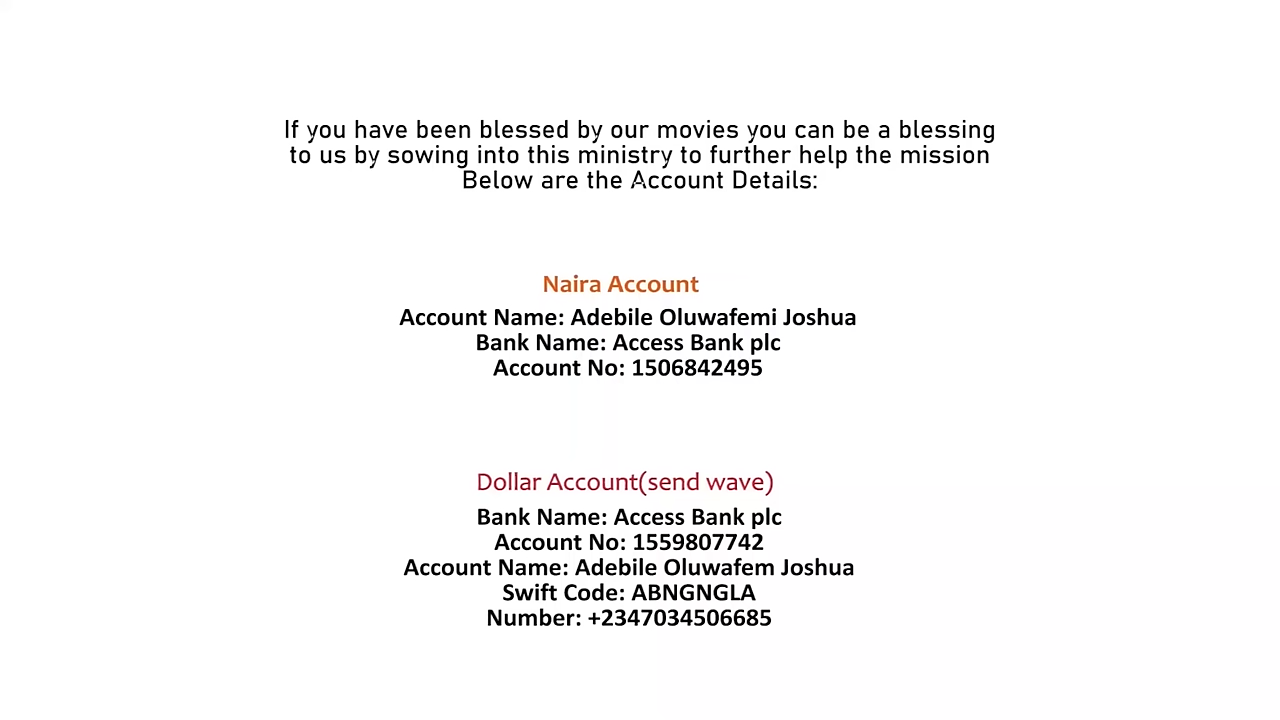 If you have been blessed by our movies you can be a blessing
to us by sowing into this ministry to further help the mission
Below are the Account Details:
Naira Account
Account Name: Adebile Oluwafemi Joshua
Bank Name: Access Bank plc
Account No: 1506842495
Dollar Account(send wave)
Bank Name: Access Bank plc
Account No: 1559807742
Account Name: Adebile Oluwafem Joshua
Swift Code: ABNGNGLA
Number: +2347034506685